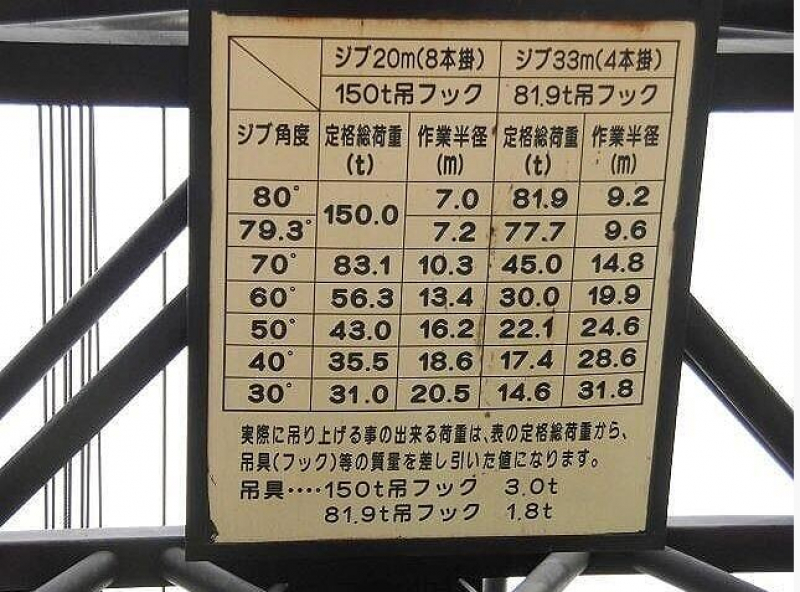 ジブ20m(8本掛) ジブ33m(4本掛)
150t吊フック 81.9t吊フック
ジブ角度 定格総荷重(t) 作業半径(m) 定格総荷重(t) 作業半径(m)
80° 150.0 7.0 81.9 9.2
79.3° 7.2 77.7 9.6
70° 83.1 10.3 45.0 14.8
60° 56.3 13.4 30.0 19.9
50° 43.0 16.2 22.1 24.6
40° 35.5 18.6 17.4 28.6
30° 31.0 20.5 14.6 31.8
実際に吊り上げる事の出来る荷重は、表の定格総荷重から、
吊具(フック)等の質量を差し引いた値になります。
吊具‥‥150t吊フック 3.0t
81.9t吊フック 1.8t